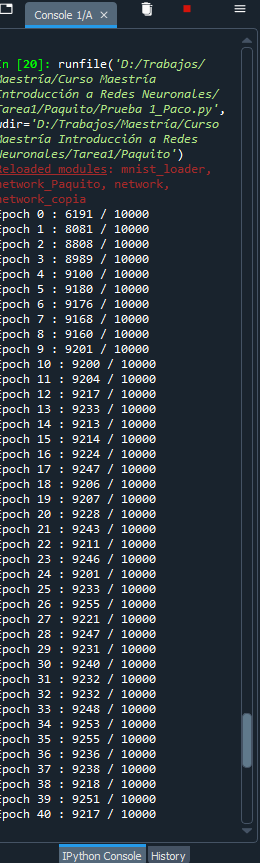 Console 1/A
In [20]: runfile('D:/Trabajos/
Maestría/Curso Maestría
Introducción a Redes Neuronales/
Tarea1/Paquito/Prueba 1_Paco.py',
wdir='D:/Trabajos/Maestría/Curso
Maestría Introducción a Redes
Neuronales/Tarea1/Paquito')
Reloaded modules: mnist_loader,
network_Paquito, network,
network_copia
Epoch 0 : 6191 / 10000
Epoch 1 : 8081 / 10000
Epoch 2 : 8808 / 10000
Epoch 3 : 8989 / 10000
Epoch 4 : 9100 / 10000
Epoch 5 : 9180 / 10000
Epoch 6 : 9176 / 10000
Epoch 7 : 9168 / 10000
Epoch 8 : 9160 / 10000
Epoch 9 : 9201 / 10000
Epoch 10 : 9200 / 10000
Epoch 11 : 9204 / 10000
Epoch 12 : 9217 / 10000
Epoch 13 : 9233 / 10000
Epoch 14 : 9213 / 10000
Epoch 15 : 9214 / 10000
Epoch 16 : 9224 / 10000
Epoch 17 : 9247 / 10000
Epoch 18 : 9206 / 10000
Epoch 19 : 9207 / 10000
Epoch 20 : 9228 / 10000
Epoch 21 : 9243 / 10000
Epoch 22 : 9211 / 10000
Epoch 23 : 9246 / 10000
Epoch 24 : 9201 / 10000
Epoch 25 : 9233 / 10000
Epoch 26 : 9255 / 10000
Epoch 27 : 9221 / 10000
Epoch 28 : 9247 / 10000
Epoch 29 : 9231 / 10000
Epoch 30 : 9240 / 10000
Epoch 31 : 9232 / 10000
Epoch 32 : 9232 / 10000
Epoch 33 : 9248 / 10000
Epoch 34 : 9253 / 10000
Epoch 35 : 9255 / 10000
Epoch 36 : 9236 / 10000
Epoch 37 : 9238 / 10000
Epoch 38 : 9218 / 10000
Epoch 39 : 9251 / 10000
Epoch 40 : 9217 / 10000
IPython Console History